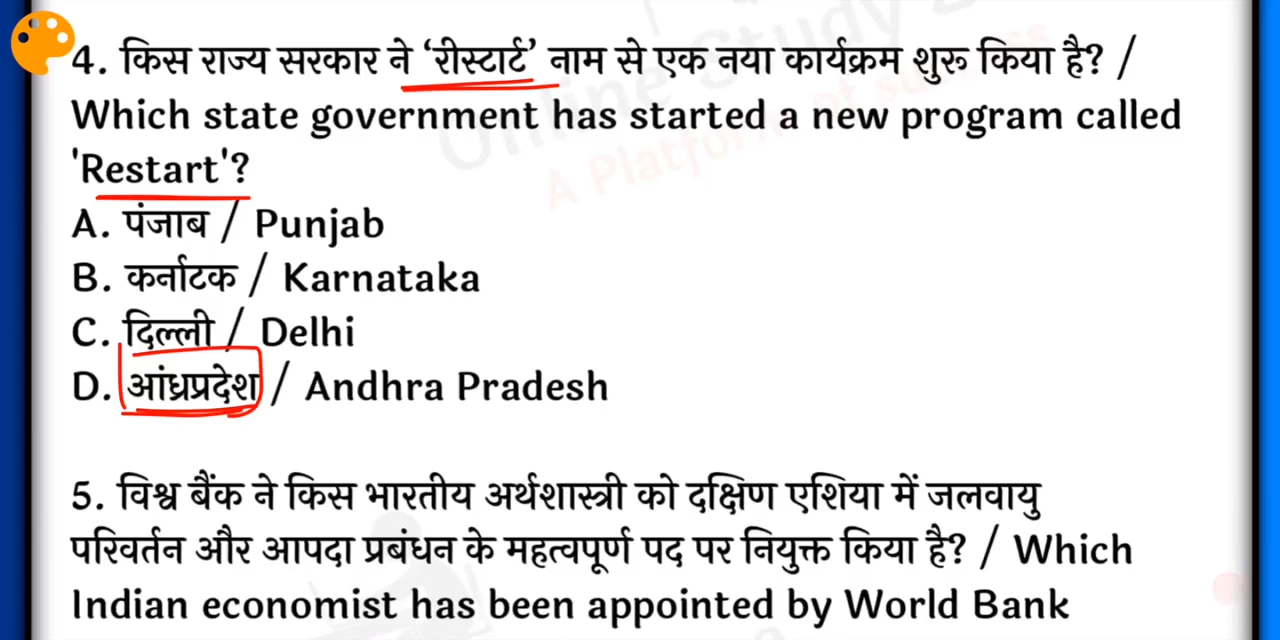 4. किस राज्य सरकार ने ‘रीस्टार्ट’ नाम से एक नया कार्यक्रम शुरू किया है? /
Which state government has started a new program called
'Restart'?
A. पंजाब / Punjab
B. कर्नाटक / Karnataka
C. दिल्ली / Delhi
D. आंध्रप्रदेश / Andhra Pradesh
5. विश्व बैंक ने किस भारतीय अर्थशास्त्री को दक्षिण एशिया में जलवायु
परिवर्तन और आपदा प्रबंधन के महत्वपूर्ण पद पर नियुक्त किया है? / Which
Indian economist has been appointed by World Bank